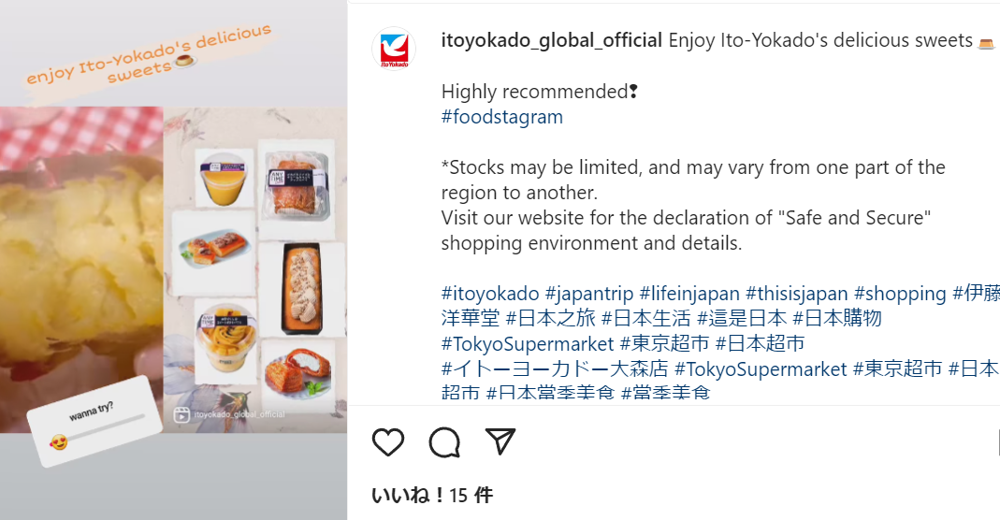 enjoy Ito-Yokado's delicious
sweets🍮
ANY
TIME
wanna try?
itoyokado_global_official
ItoYokado
itoyokado_global_official Enjoy Ito-Yokado's delicious sweets 🍮
Highly recommended❢
#foodstagram
*Stocks may be limited, and may vary from one part of the
region to another.
Visit our website for the declaration of "Safe and Secure"
shopping environment and details.
#itoyokado #japantrip #lifeinjapan #thisisjapan #shopping #伊藤
洋華堂 #日本之旅 #日本生活 #這是日本 #日本購物
#TokyoSupermarket #東京超市 #日本超市
#イトーヨーカドー大森店 #TokyoSupermarket #東京超市 #日本
超市 #日本當季美食 #當季美食
いいね！15 件